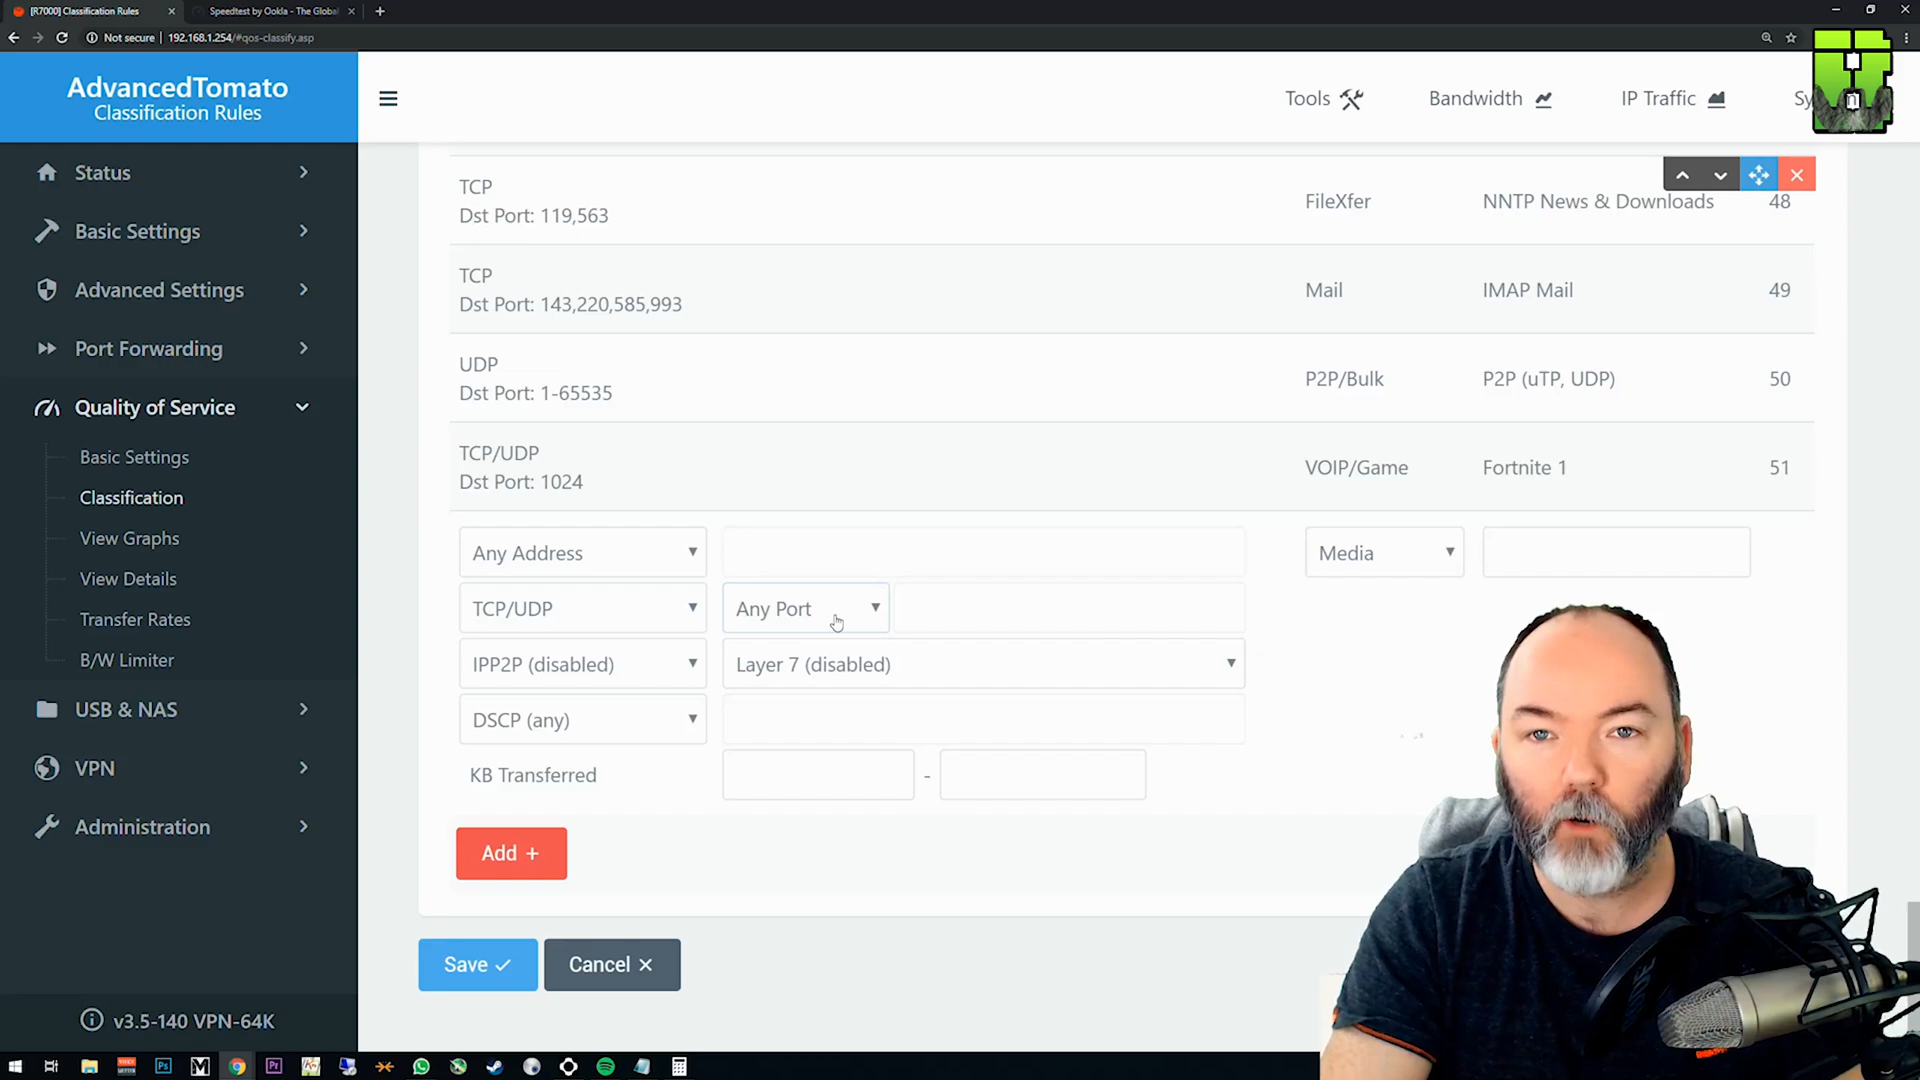 [R7000] Classification Rules
Speedtest by Ookla - The Global
Not secure
192.168.1.254/#qos-classify.asp
AdvancedTomato
Classification Rules
Tools
Bandwidth
IP Traffic
Status
Basic Settings
Advanced Settings
Port Forwarding
Quality of Service
Basic Settings
Classification
View Graphs
View Details
Transfer Rates
B/W Limiter
USB & NAS
VPN
Administration
v3.5-140 VPN-64K
TCP
Dst Port: 119,563
FileXfer
NNTP News & Downloads
48
TCP
Dst Port: 143,220,585,993
Mail
IMAP Mail
49
UDP
Dst Port: 1-65535
P2P/Bulk
P2P (uTP, UDP)
50
TCP/UDP
Dst Port: 1024
VOIP/Game
Fortnite 1
51
Any Address
Media
TCP/UDP
Any Port
IPP2P (disabled)
Layer 7 (disabled)
DSCP (any)
KB Transferred
-
Add +
Save
Cancel